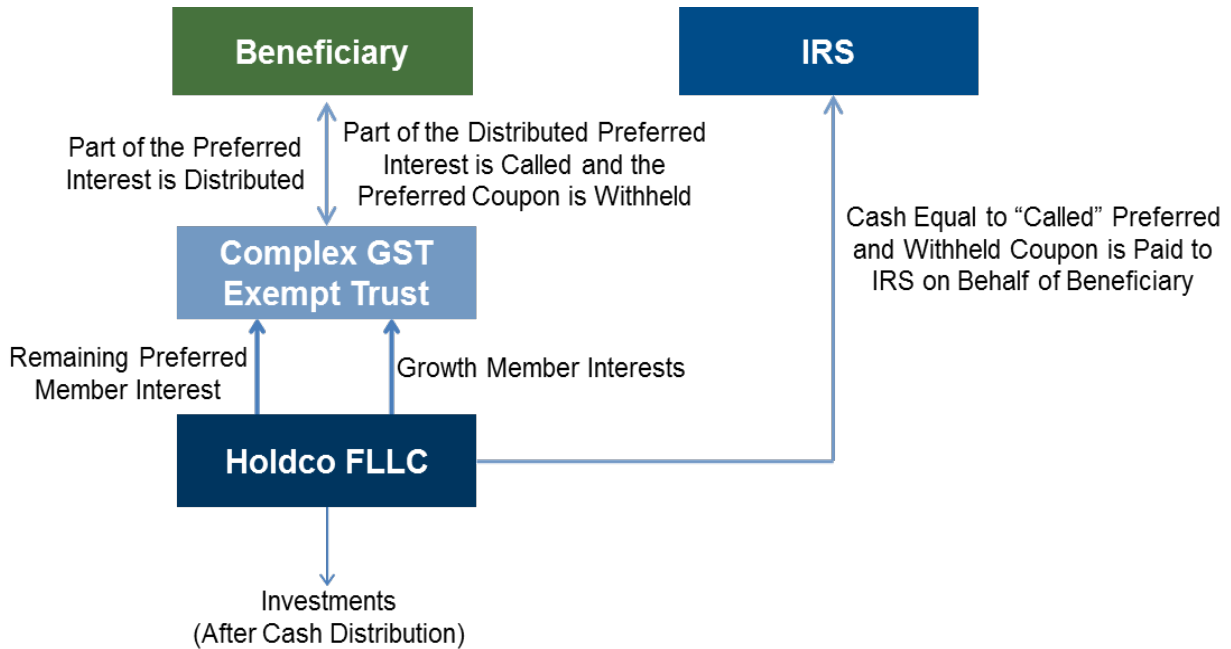 Beneficiary
IRS
Part of the Preferred
Interest is Distributed
Part of the Distributed Preferred
Interest is Called and the
Preferred Coupon is Withheld
Cash Equal to “Called” Preferred
and Withheld Coupon is Paid to
IRS on Behalf of Beneficiary
Complex GST
Exempt Trust
Remaining Preferred
Member Interest
Growth Member Interests
Holdco FLLC
Investments
(After Cash Distribution)